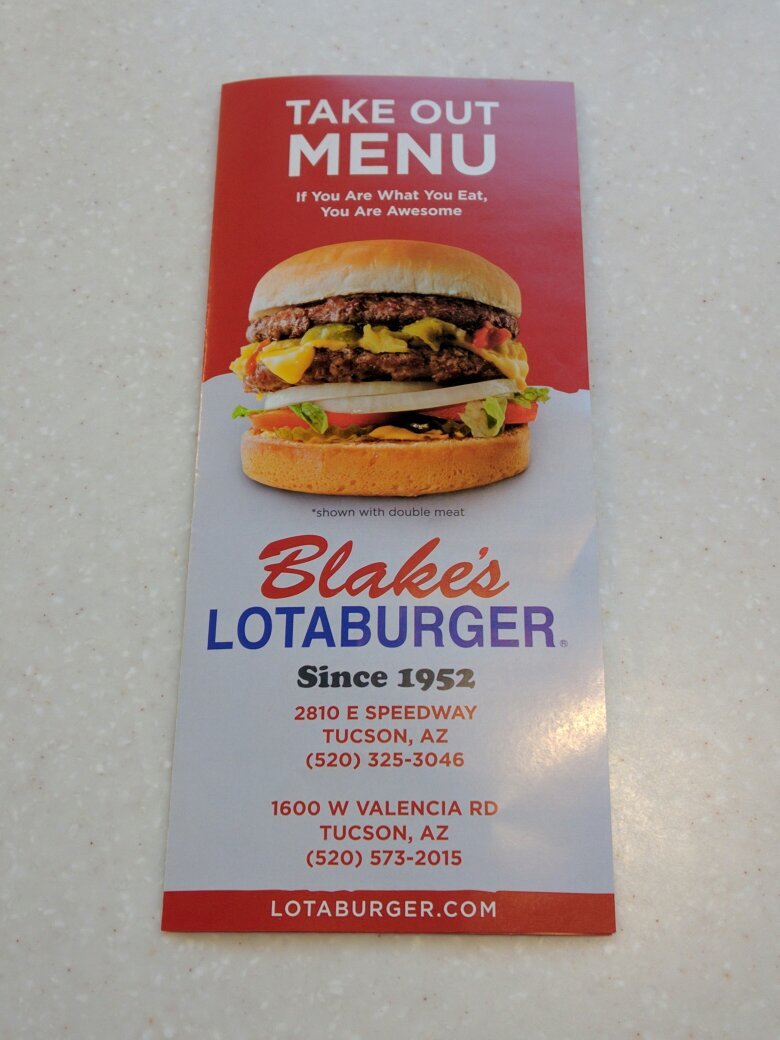 TAKE OUT
MENU
If You Are What You Eat,
You Are Awesome
*shown with double meat
Blake's
LOTABURGER®
Since 1952
2810 E SPEEDWAY
TUCSON, AZ
(520) 325-3046
1600 W VALENCIA RD
TUCSON, AZ
(520) 573-2015
LOTABURGER.COM